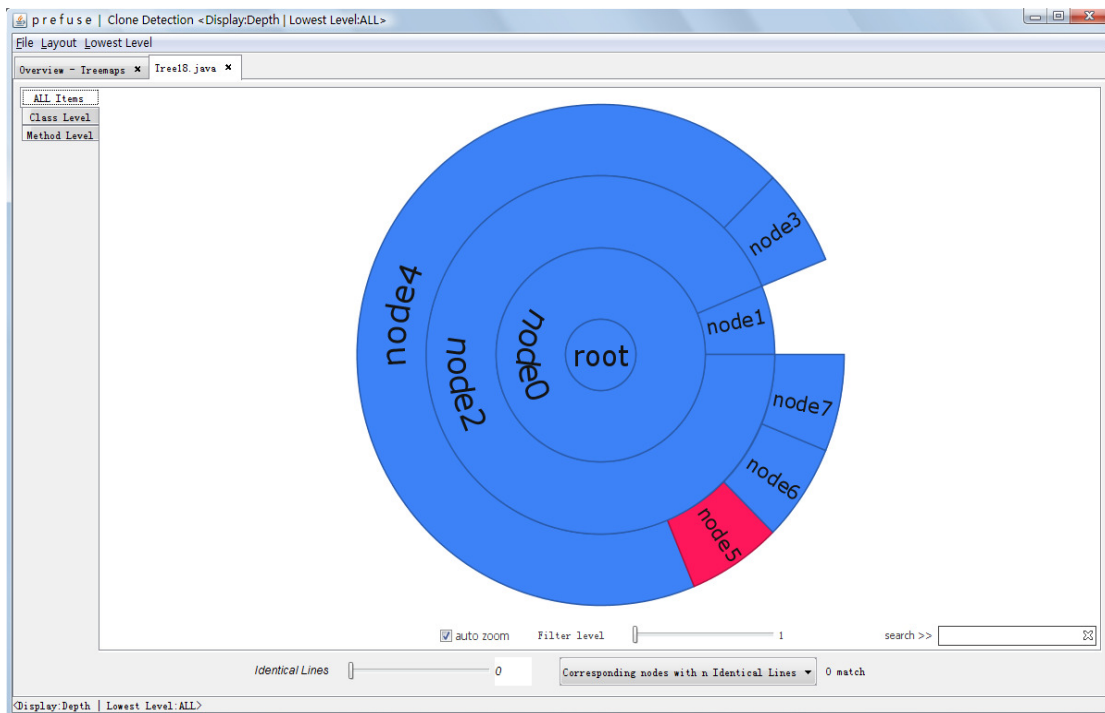 prefuse | Clone Detection <Display:Depth | Lowest Level:ALL>
File Layout Lowest Level
Overview - Treemaps × Tree18.java ×
ALL Items
Class Level
Method Level
node3
node4
node1
node0
root
node2
node7
node6
node5
auto zoom Filter level 1 search >>
Identical Lines 0 Corresponding nodes with n Identical Lines 0 match
<Display:Depth | Lowest Level:ALL>